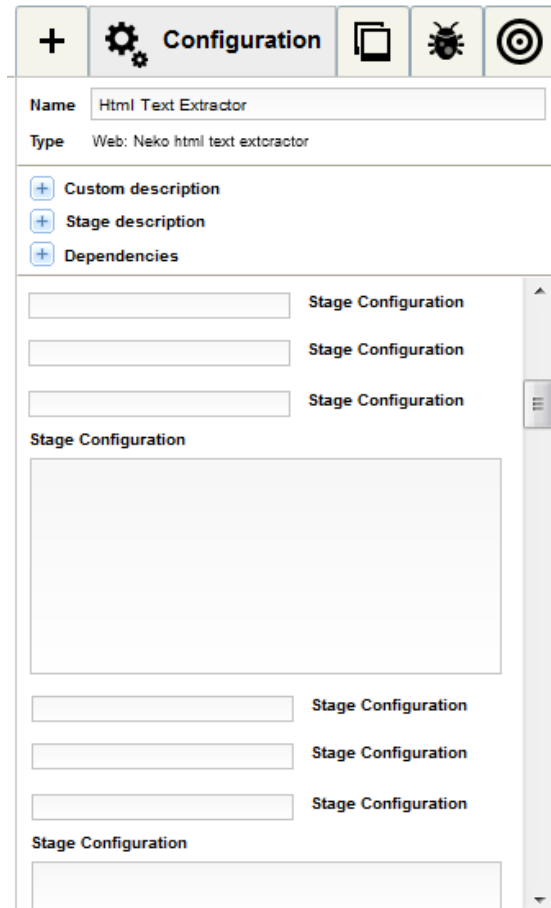 Configuration
Name Html Text Extractor
Type Web: Neko html text extcractor
Custom description
Stage description
Dependencies
Stage Configuration
Stage Configuration
Stage Configuration
Stage Configuration
Stage Configuration
Stage Configuration
Stage Configuration
Stage Configuration